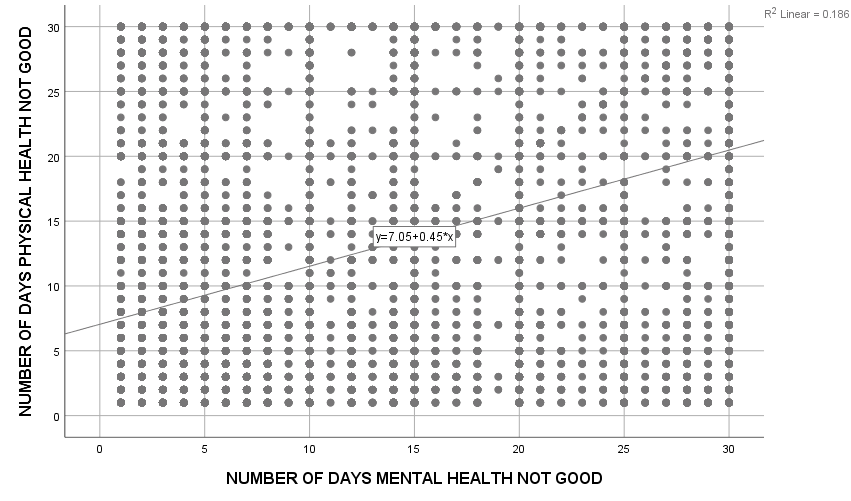 R2 Linear = 0.186
NUMBER OF DAYS PHYSICAL HEALTH NOT GOOD
30
25
20
15
10
5
0
y=7.05+0.45*x
0 5 10 15 20 25 30
NUMBER OF DAYS MENTAL HEALTH NOT GOOD